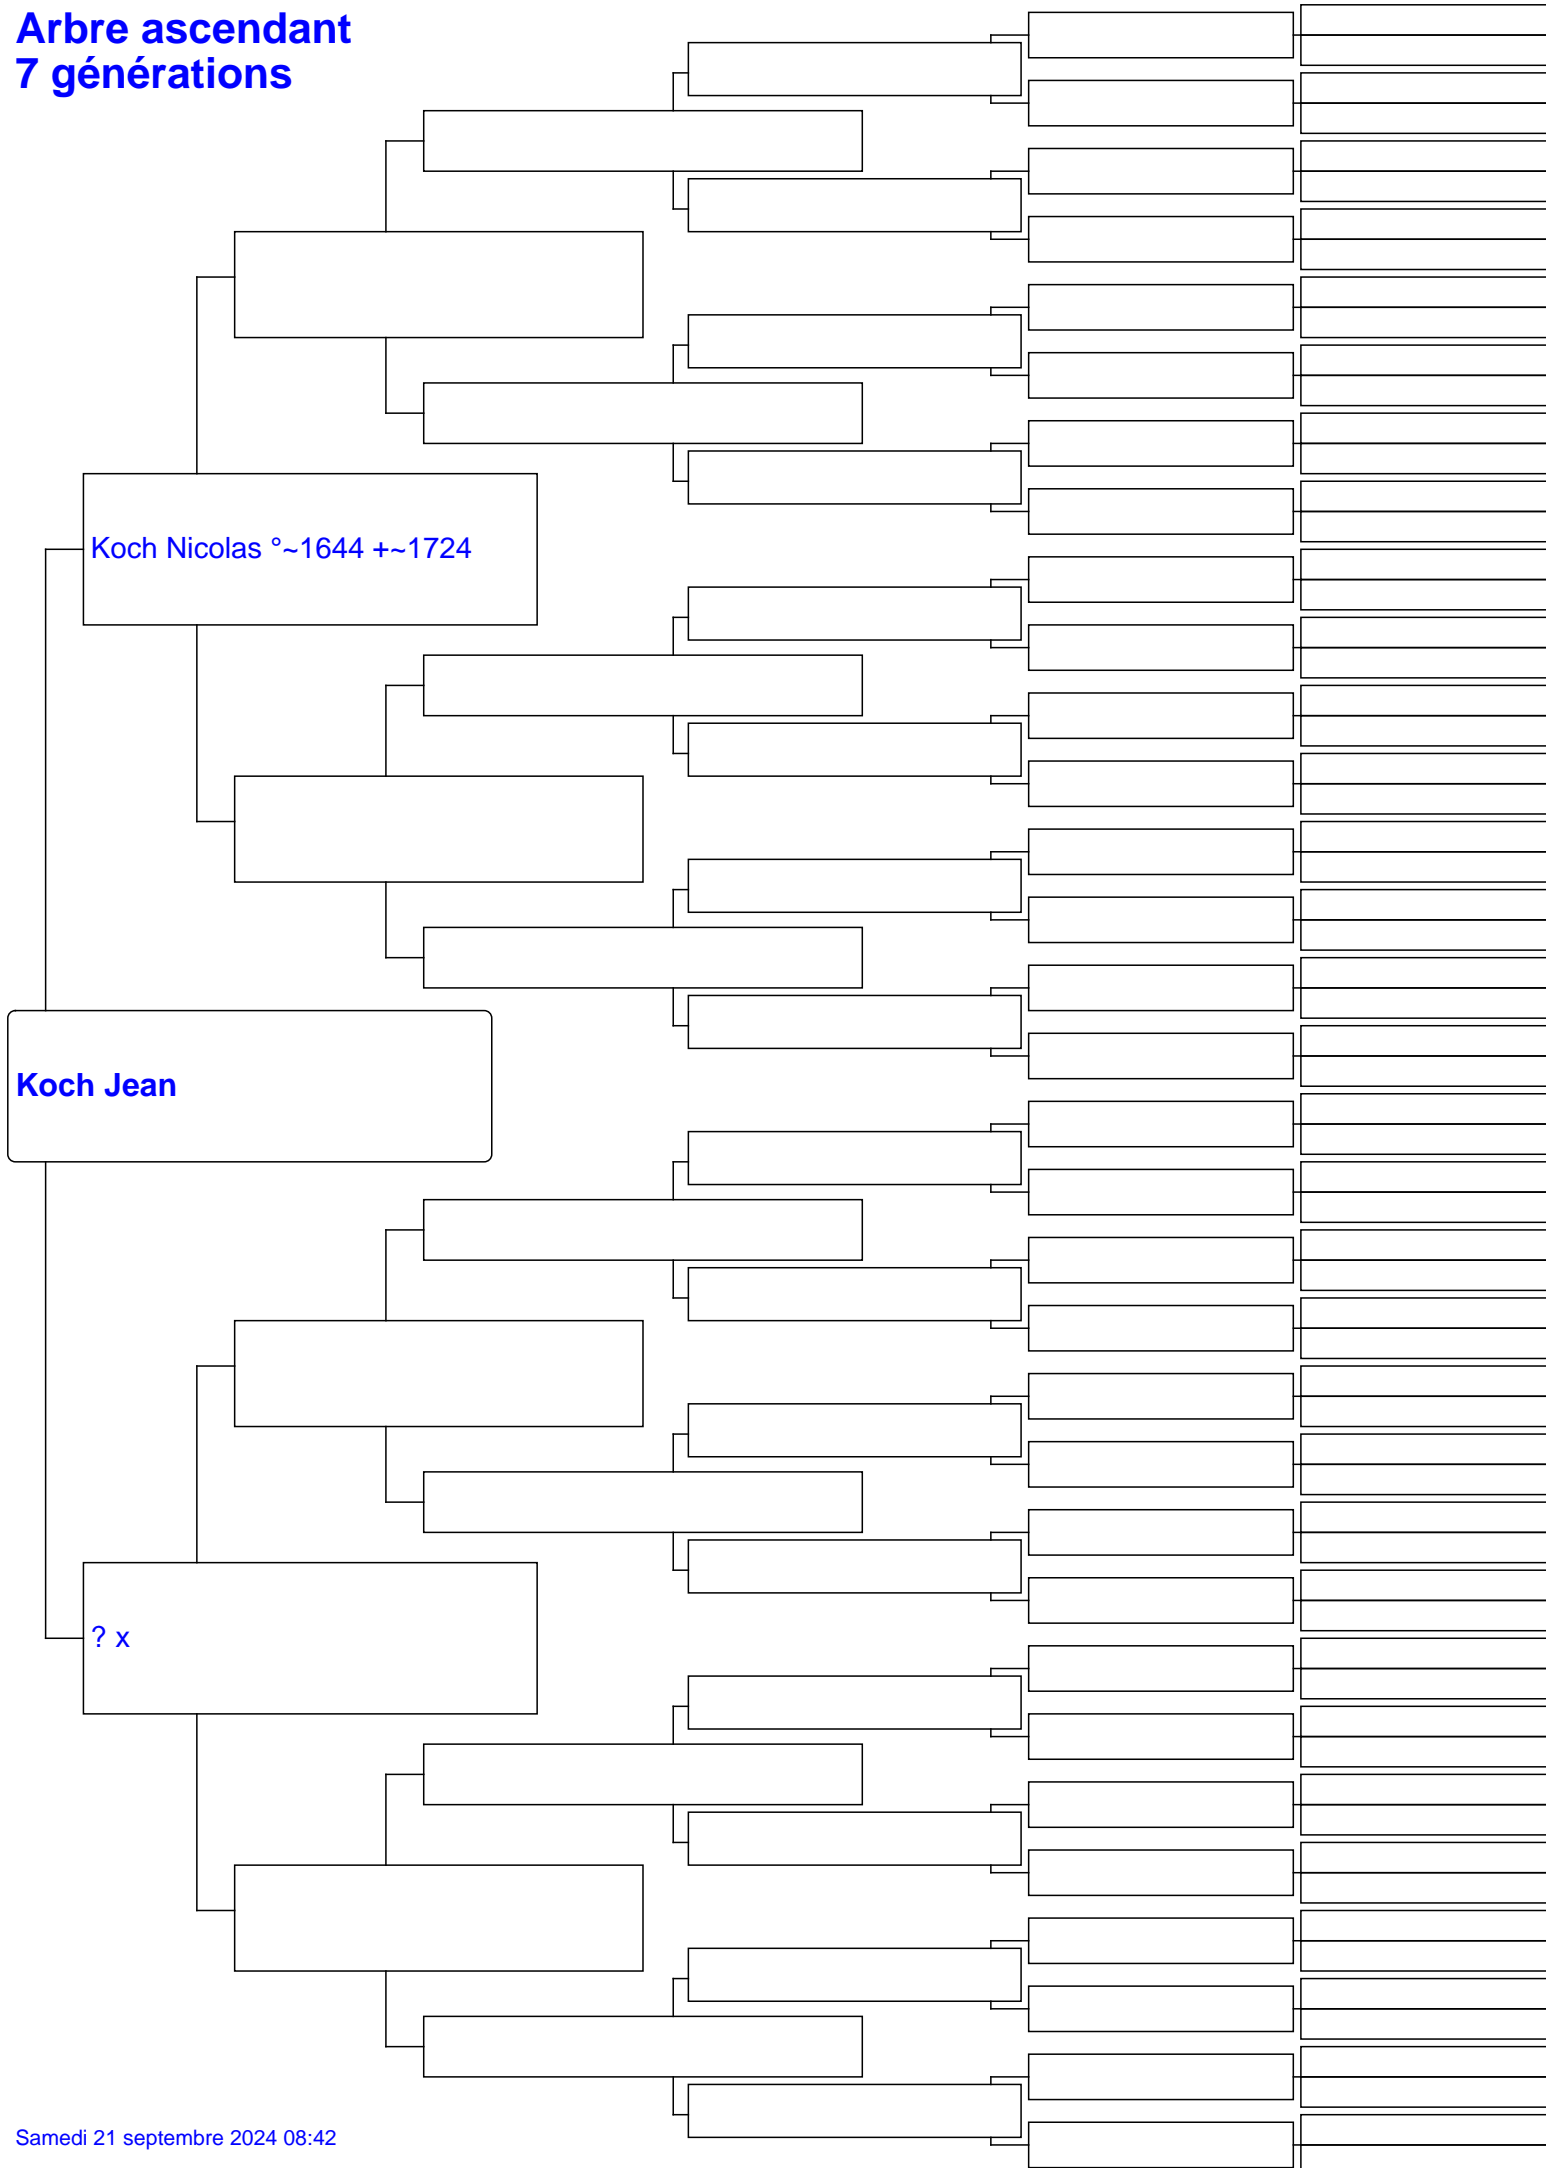 Arbre ascendant
7 générations
Koch Nicolas °~1644 +~1724
Koch Jean
? x
Samedi 21 septembre 2024 08:42